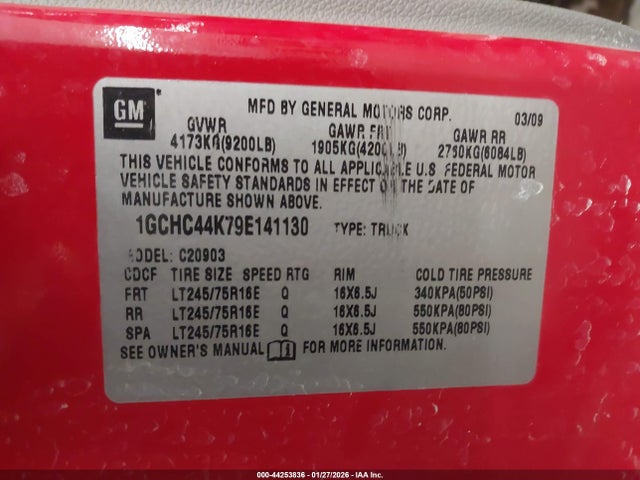 GM
MFD BY GENERAL MOTORS CORP. 03/09
GVWR GAWR FRT GAWR RR
4173KG(9200LB) 1905KG(4200LB) 2760KG(6084LB)
THIS VEHICLE CONFORMS TO ALL APPLICABLE U.S. FEDERAL MOTOR
VEHICLE SAFETY STANDARDS IN EFFECT ON THE DATE OF
MANUFACTURE SHOWN ABOVE.
1GCHC44K79E141130 TYPE: TRUCK
MODEL: C20903
CDCF TIRE SIZE SPEED RTG RIM COLD TIRE PRESSURE
FRT LT245/75R16E Q 16X6.5J 340KPA(50PSI)
RR LT245/75R16E Q 16X6.5J 550KPA(80PSI)
SPA LT245/75R16E Q 16X6.5J 550KPA(80PSI)
SEE OWNER'S MANUAL FOR MORE INFORMATION.
000-44253836 | 01/27/2026 | IAA Inc.